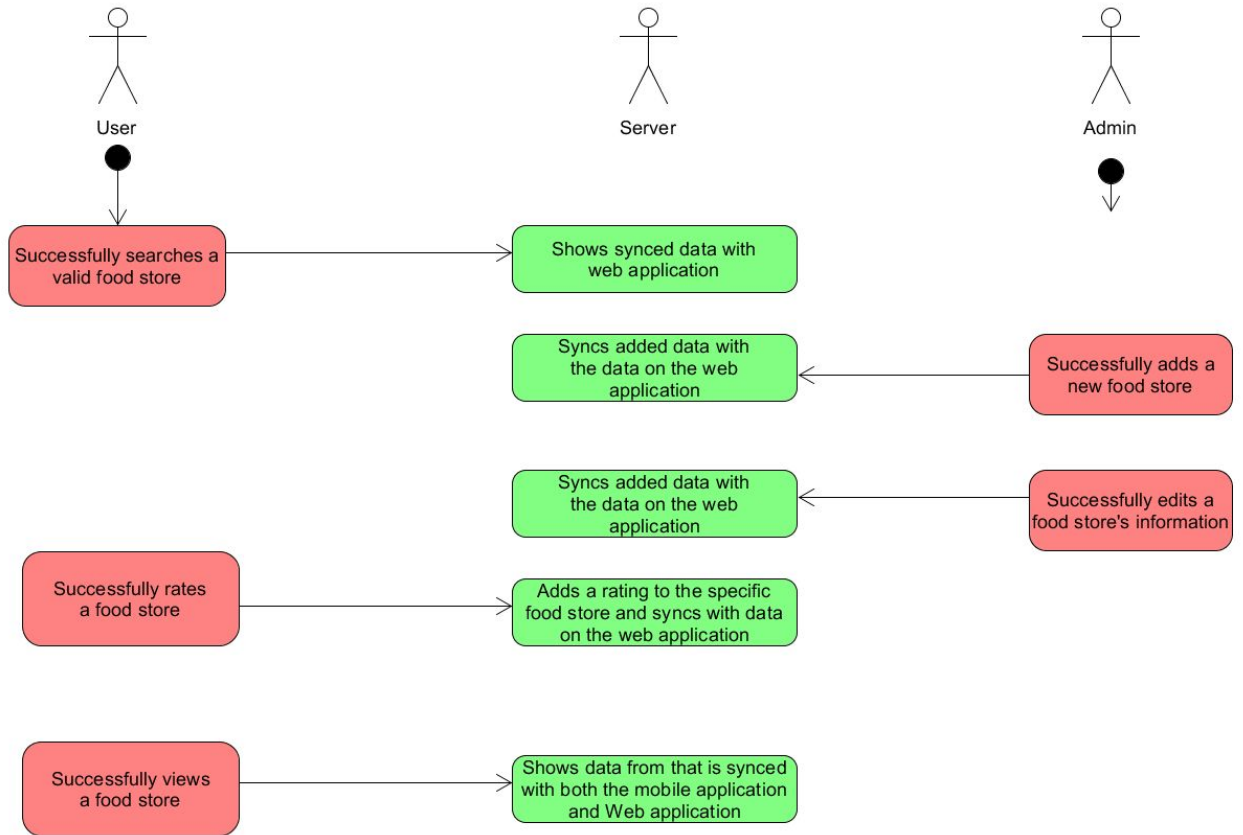 User
Server
Admin
Successfully searches a
valid food store
Shows synced data with
web application
Syncs added data with
the data on the web
application
Successfully adds a
new food store
Syncs added data with
the data on the web
application
Successfully edits a
food store's information
Successfully rates
a food store
Adds a rating to the specific
food store and syncs with data
on the web application
Successfully views
a food store
Shows data from that is synced
with both the mobile application
and Web application